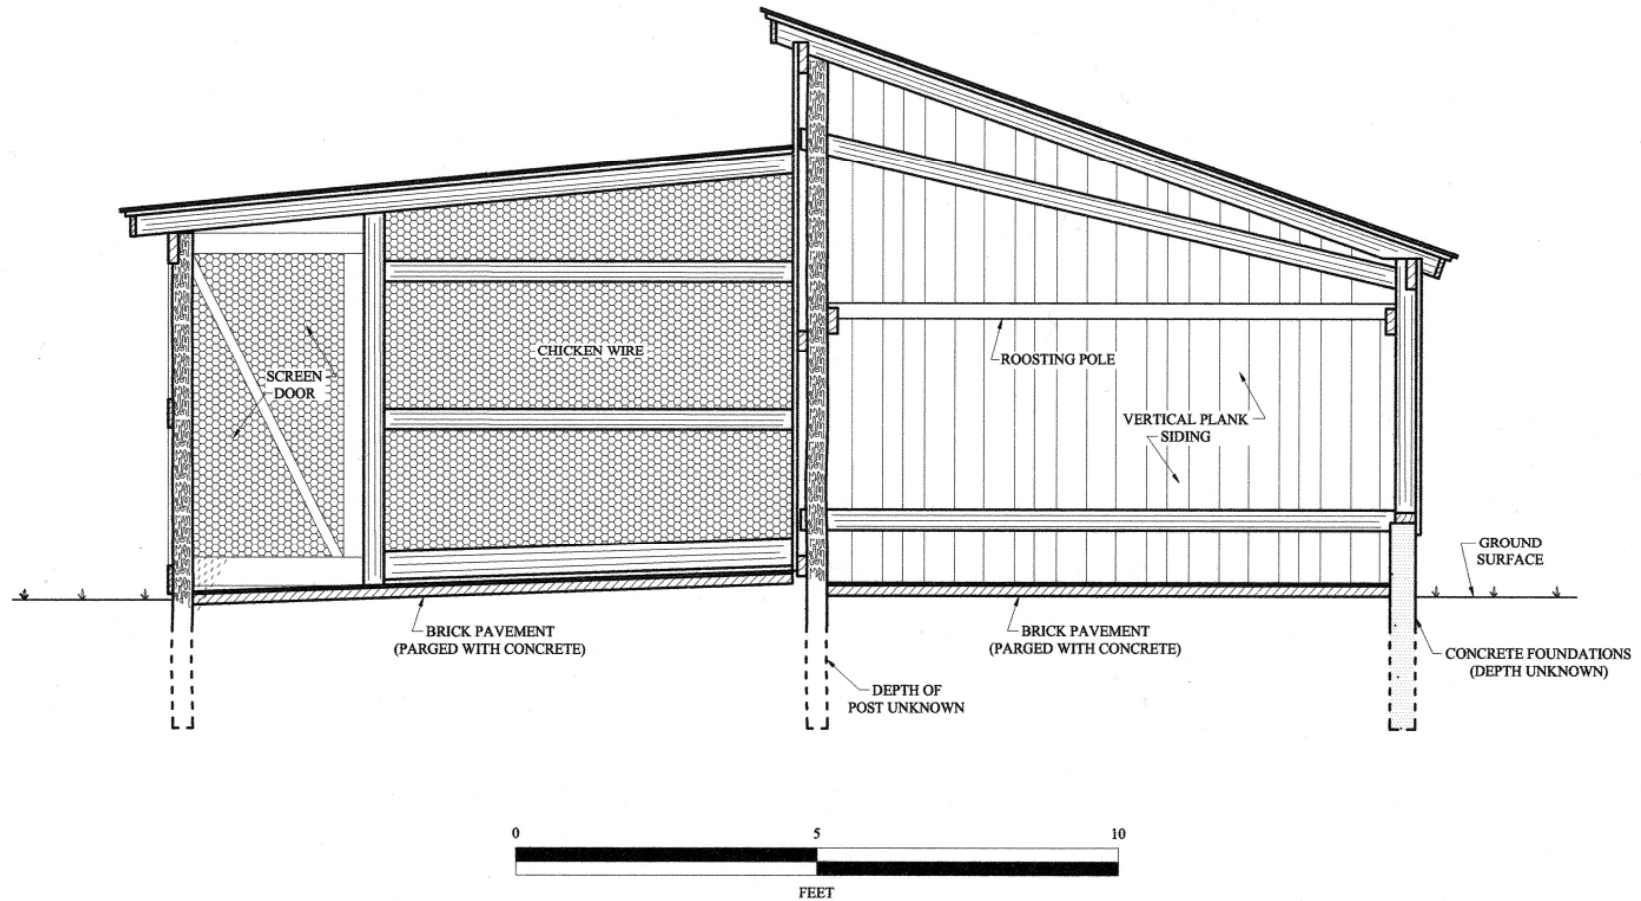 CHICKEN WIRE
SCREEN
DOOR
ROOSTING POLE
VERTICAL PLANK
SIDING
GROUND
SURFACE
BRICK PAVEMENT
(PARGED WITH CONCRETE)
BRICK PAVEMENT
(PARGED WITH CONCRETE)
CONCRETE FOUNDATIONS
(DEPTH UNKNOWN)
DEPTH OF
POST UNKNOWN
0 5 10
FEET